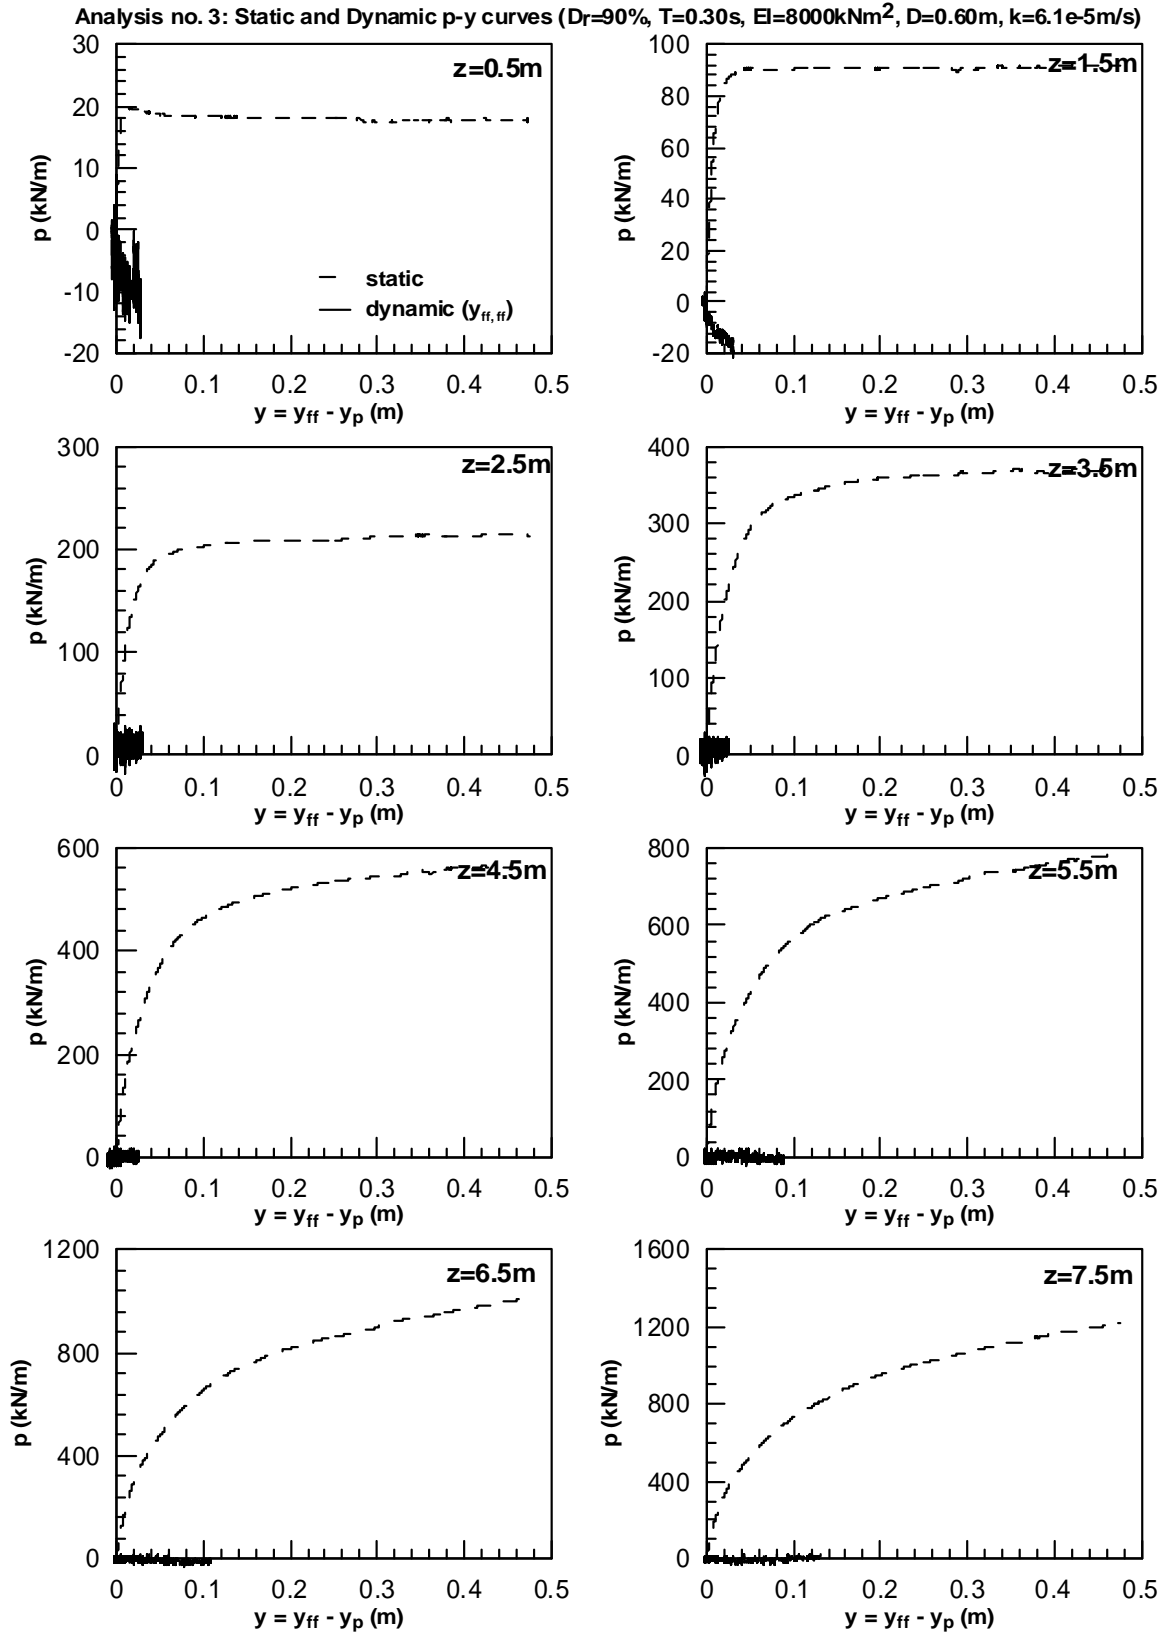 Analysis no. 3: Static and Dynamic p-y curves (Dr=90%, T=0.30s, EI=8000kNm2, D=0.60m, k=6.1e-5m/s)
z=0.5m
p (kN/m)
30
20
10
0
-10
-20
static
dynamic (yff,ff)
0 0.1 0.2 0.3 0.4 0.5
y = yff - yp (m)
z=1.5m
p (kN/m)
100
80
60
40
20
0
-20
0 0.1 0.2 0.3 0.4 0.5
y = yff - yp (m)
z=2.5m
p (kN/m)
300
200
100
0
0 0.1 0.2 0.3 0.4 0.5
y = yff - yp (m)
z=3.5m
p (kN/m)
400
300
200
100
0
0 0.1 0.2 0.3 0.4 0.5
y = yff - yp (m)
z=4.5m
p (kN/m)
600
400
200
0
0 0.1 0.2 0.3 0.4 0.5
y = yff - yp (m)
z=5.5m
p (kN/m)
800
600
400
200
0
0 0.1 0.2 0.3 0.4 0.5
y = yff - yp (m)
z=6.5m
p (kN/m)
1200
800
400
0
0 0.1 0.2 0.3 0.4 0.5
y = yff - yp (m)
z=7.5m
p (kN/m)
1600
1200
800
400
0
0 0.1 0.2 0.3 0.4 0.5
y = yff - yp (m)